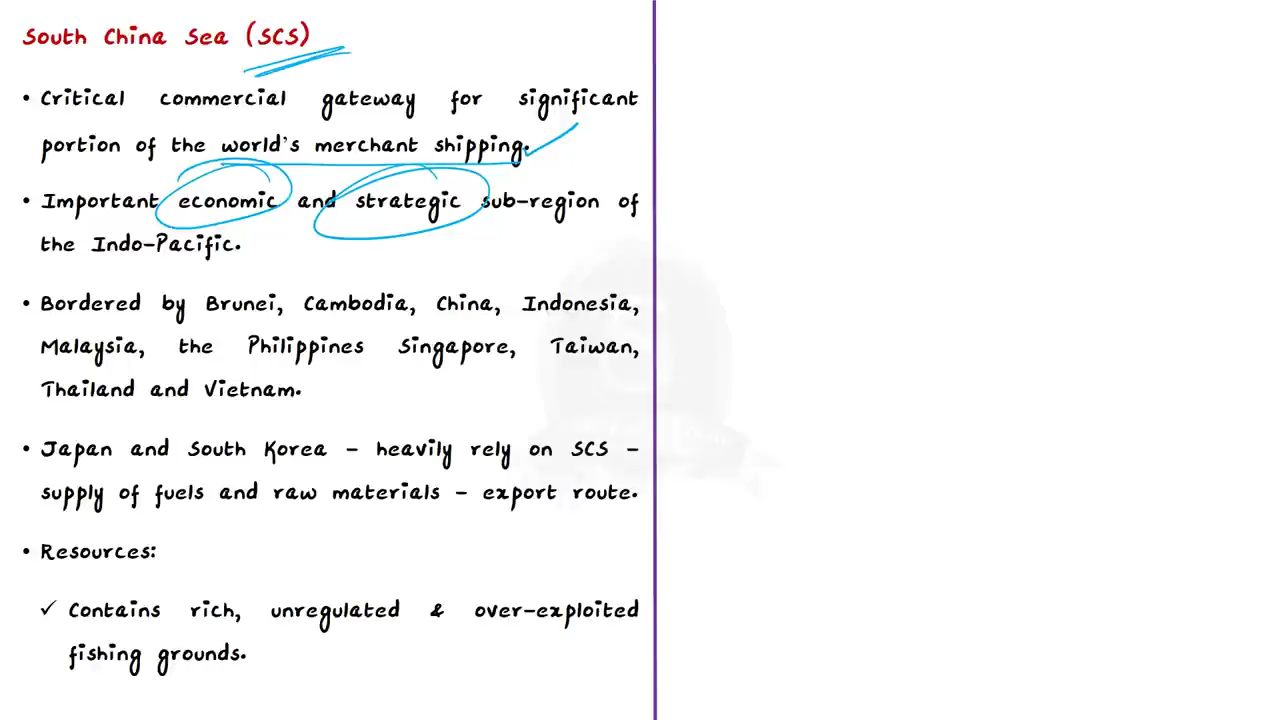 South China Sea (SCS)
• Critical commercial gateway for significant
portion of the world's merchant shipping.
• Important economic and strategic sub-region of
the Indo-Pacific.
• Bordered by Brunei, Cambodia, China, Indonesia,
Malaysia, the Philippines Singapore, Taiwan,
Thailand and Vietnam.
• Japan and South Korea – heavily rely on SCS –
supply of fuels and raw materials – export route.
• Resources:
✓ Contains rich, unregulated & over-exploited
fishing grounds.